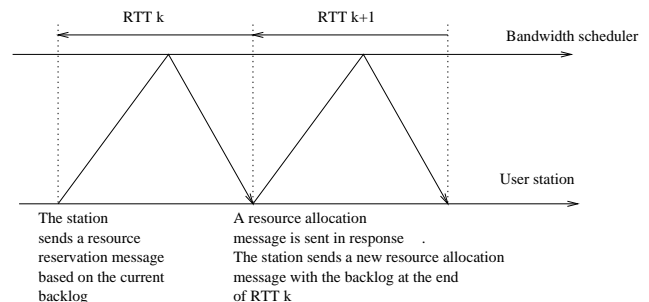 RTT k
RTT k+1
Bandwidth scheduler
User station
The station
sends a resource
reservation message
based on the current
backlog
A resource allocation
message is sent in response .
The station sends a new resource allocation
message with the backlog at the end
of RTT k